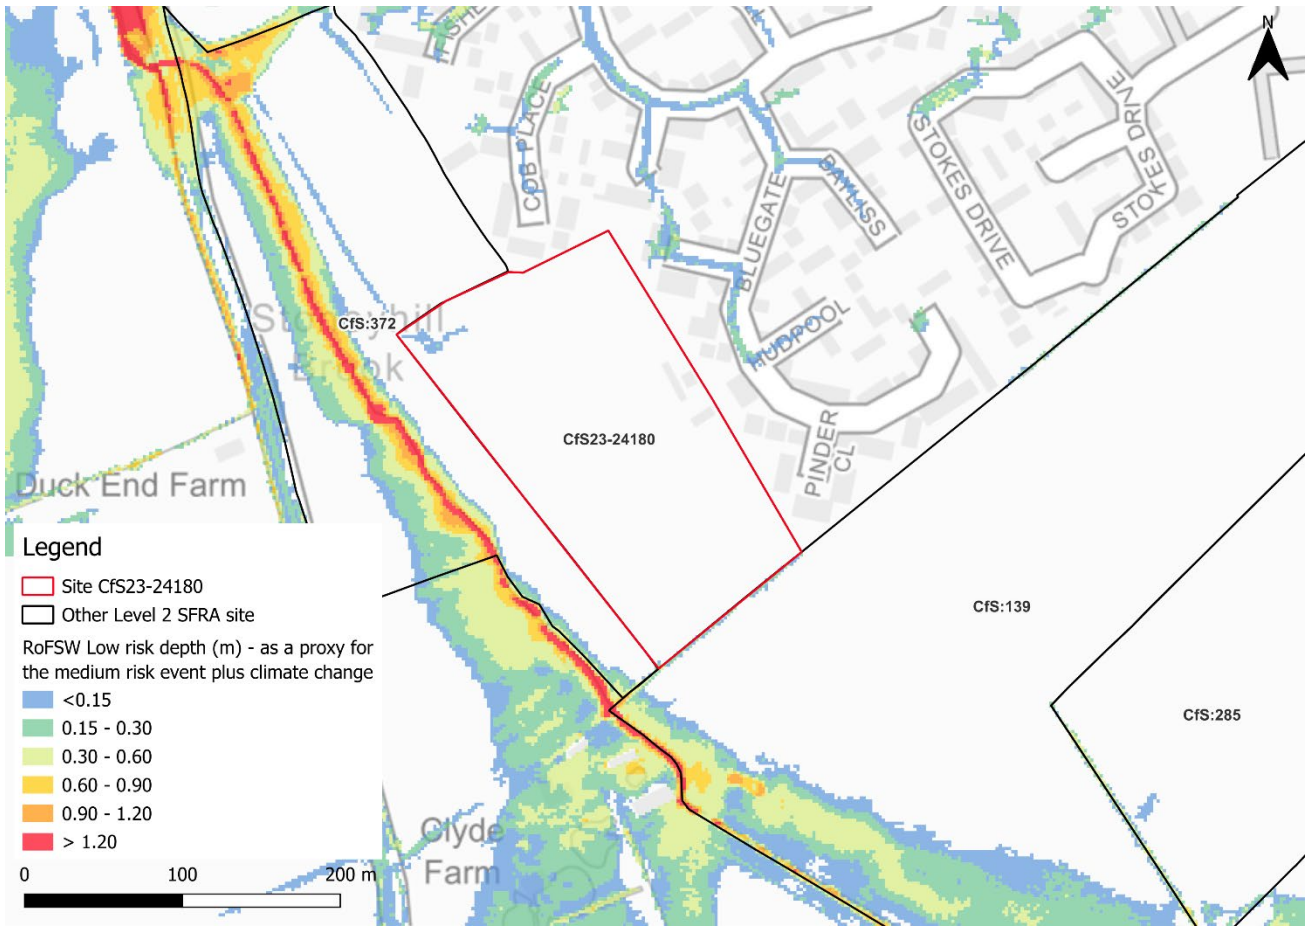 N
FISHE
COB PLACE
STOKES DRIVE
STOKES DRIVE
BAYLISS
BLUEGATE
HUDPOOL
PINDER
CL
CfS:372
Stoneyhill
Brook
CfS23-24180
Duck End Farm
CfS:139
CfS:285
Clyde
Farm
Legend
Site CfS23-24180
Other Level 2 SFRA site
RoFSW Low risk depth (m) - as a proxy for
the medium risk event plus climate change
<0.15
0.15 - 0.30
0.30 - 0.60
0.60 - 0.90
0.90 - 1.20
> 1.20
0 100 200 m